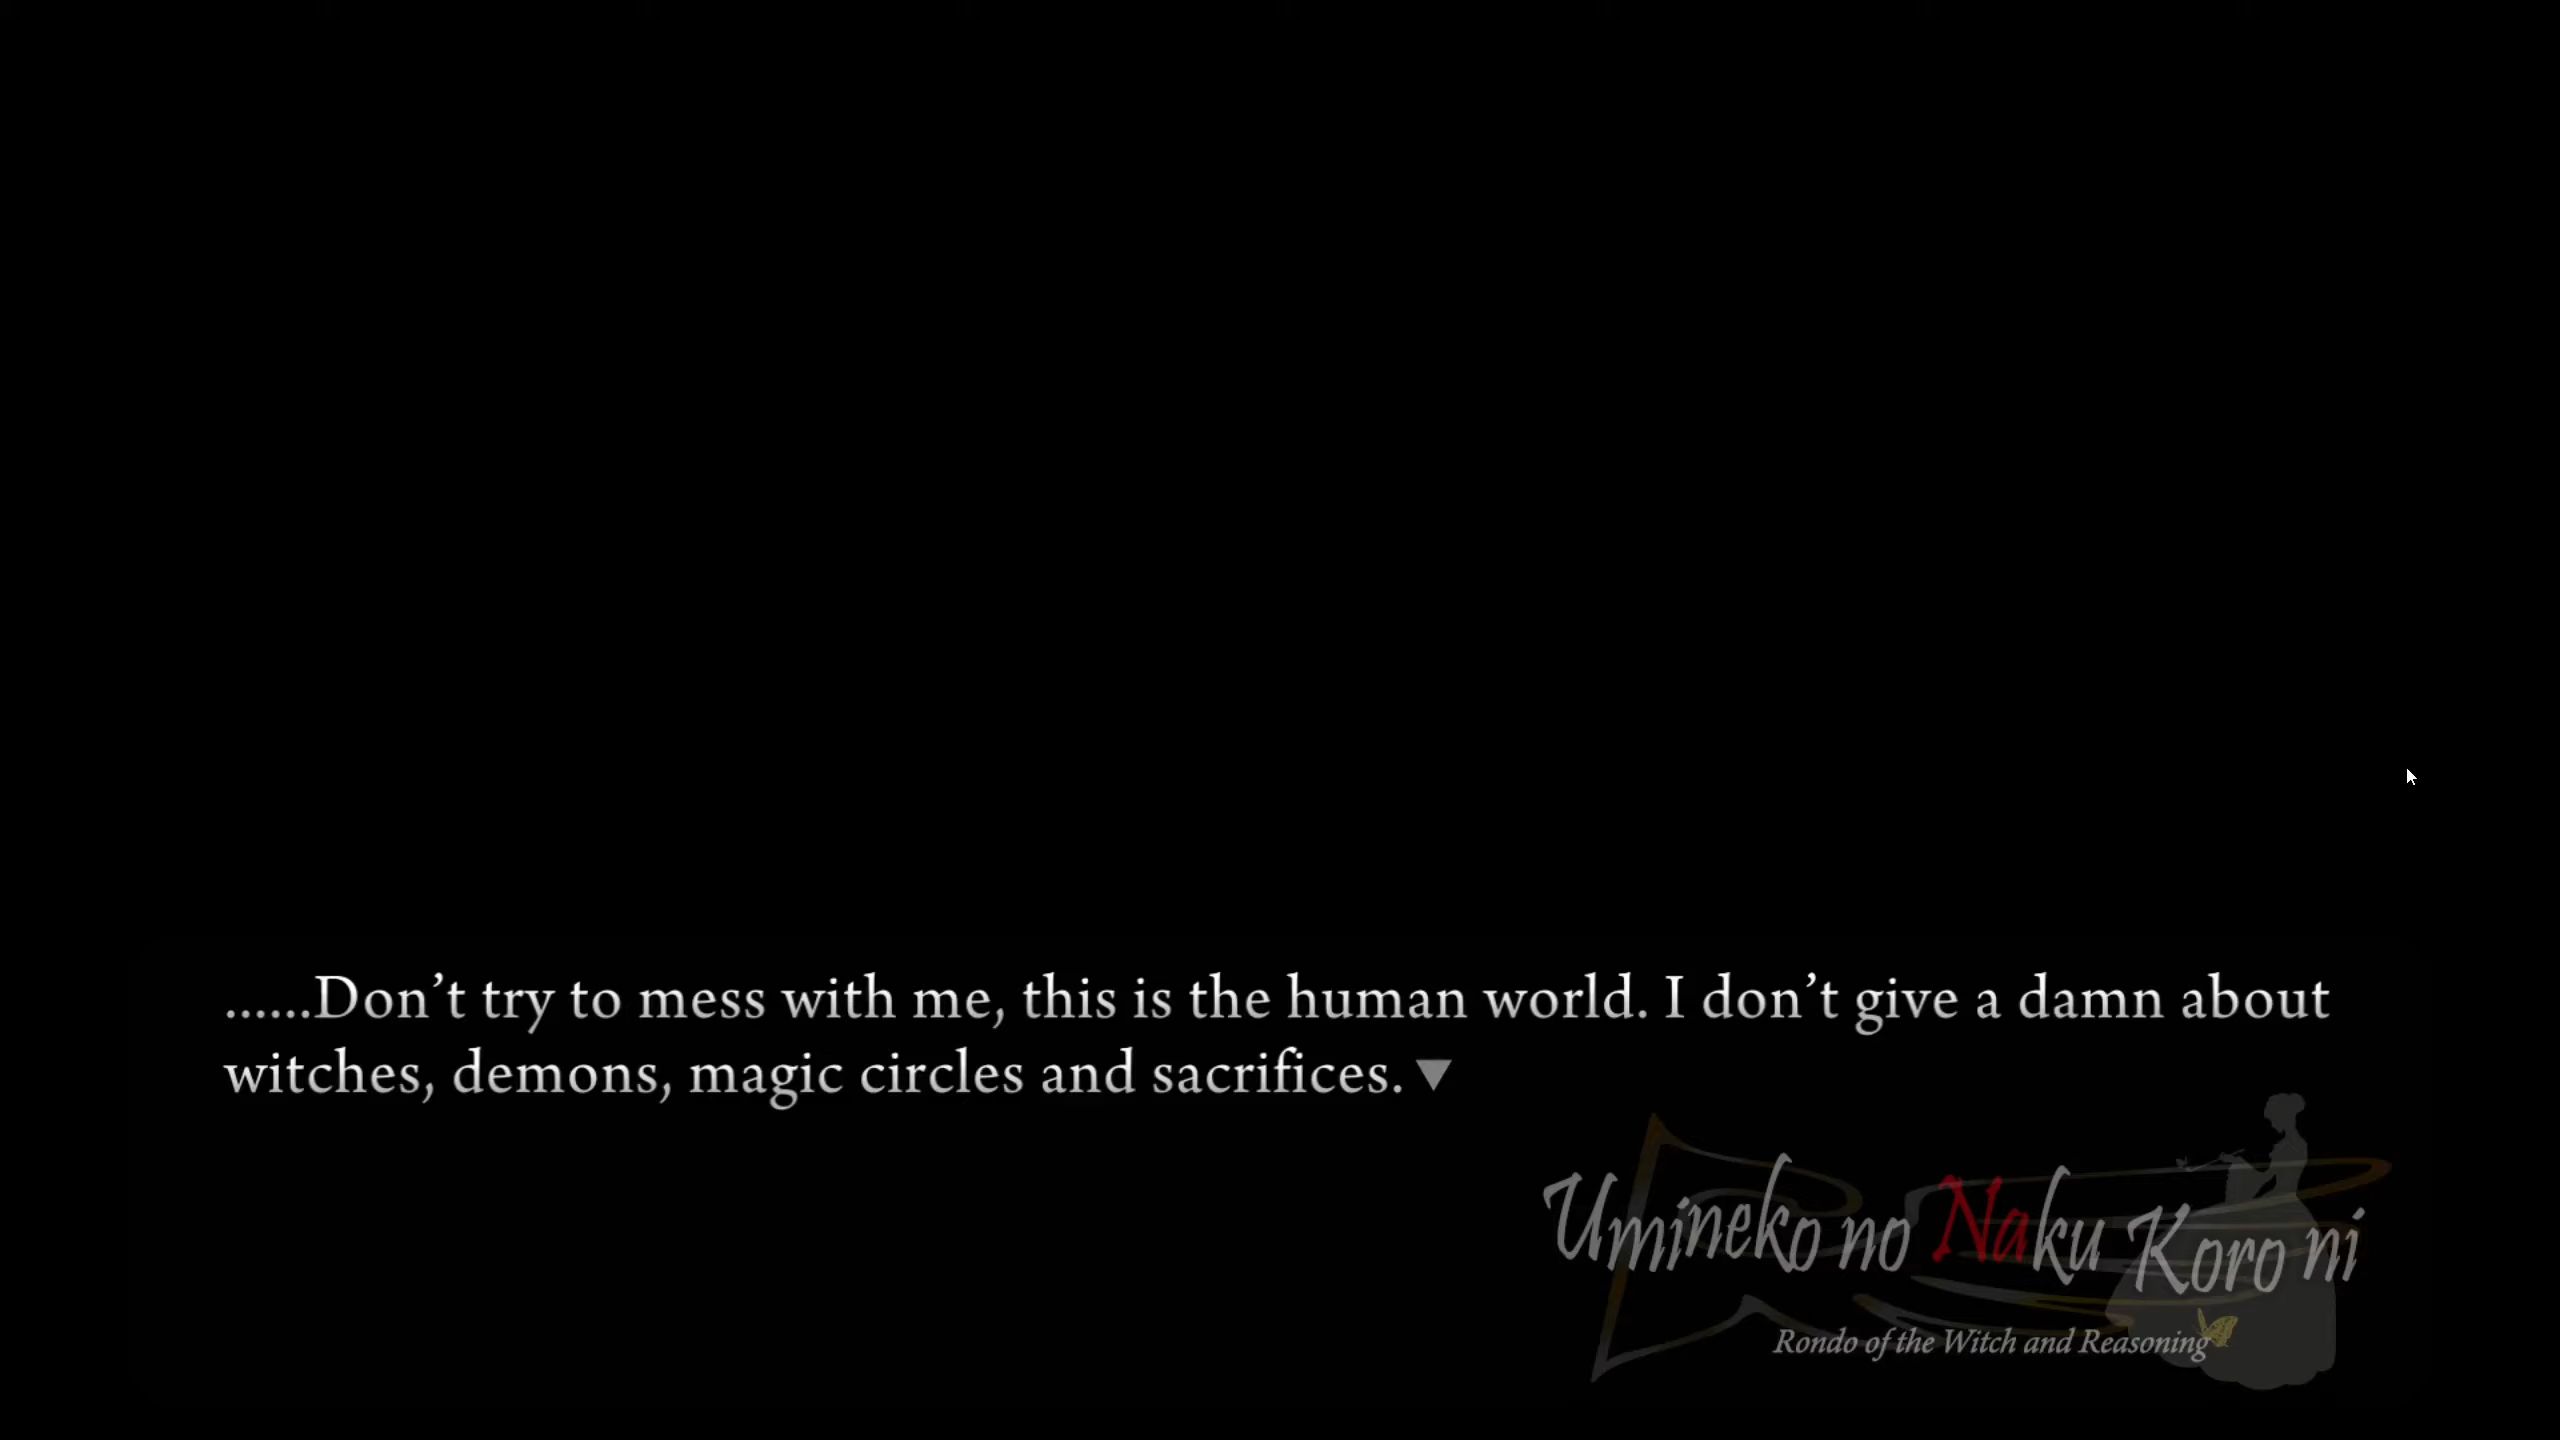 ......Don’t try to mess with me, this is the human world. I don’t give a damn about
witches, demons, magic circles and sacrifices.
Umineko no Naku Koro ni
Rondo of the Witch and Reasoning